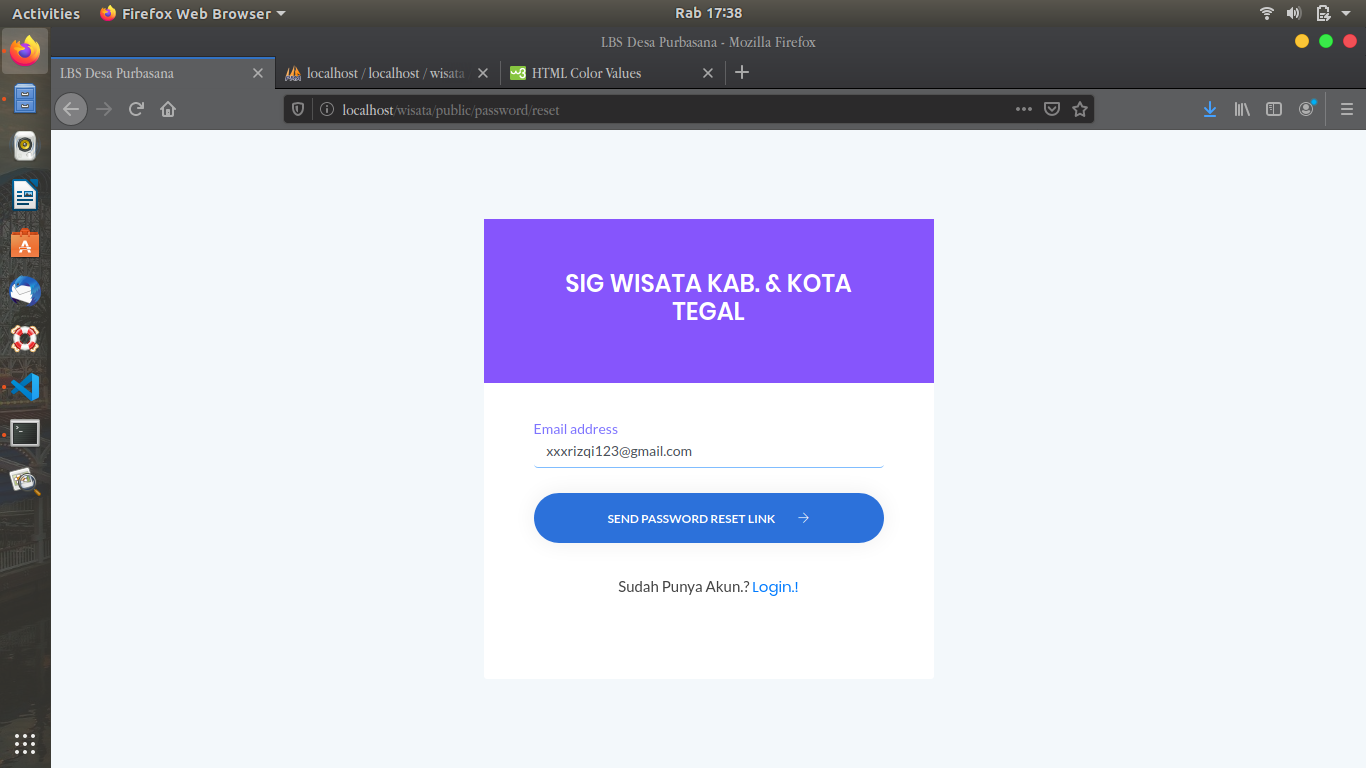 Activities
Firefox Web Browser
Rab 17:38
LBS Desa Purbasana - Mozilla Firefox
LBS Desa Purbasana
localhost / localhost / wisata
HTML Color Values
localhost/wisata/public/password/reset
SIG WISATA KAB. & KOTA
TEGAL
Email address
xxxrizqi123@gmail.com
SEND PASSWORD RESET LINK
Sudah Punya Akun.? Login.!